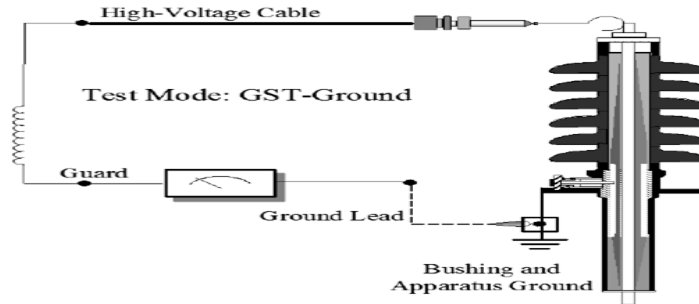 High-Voltage Cable
Test Mode: GST-Ground
Guard
Ground Lead
Bushing and
Apparatus Ground